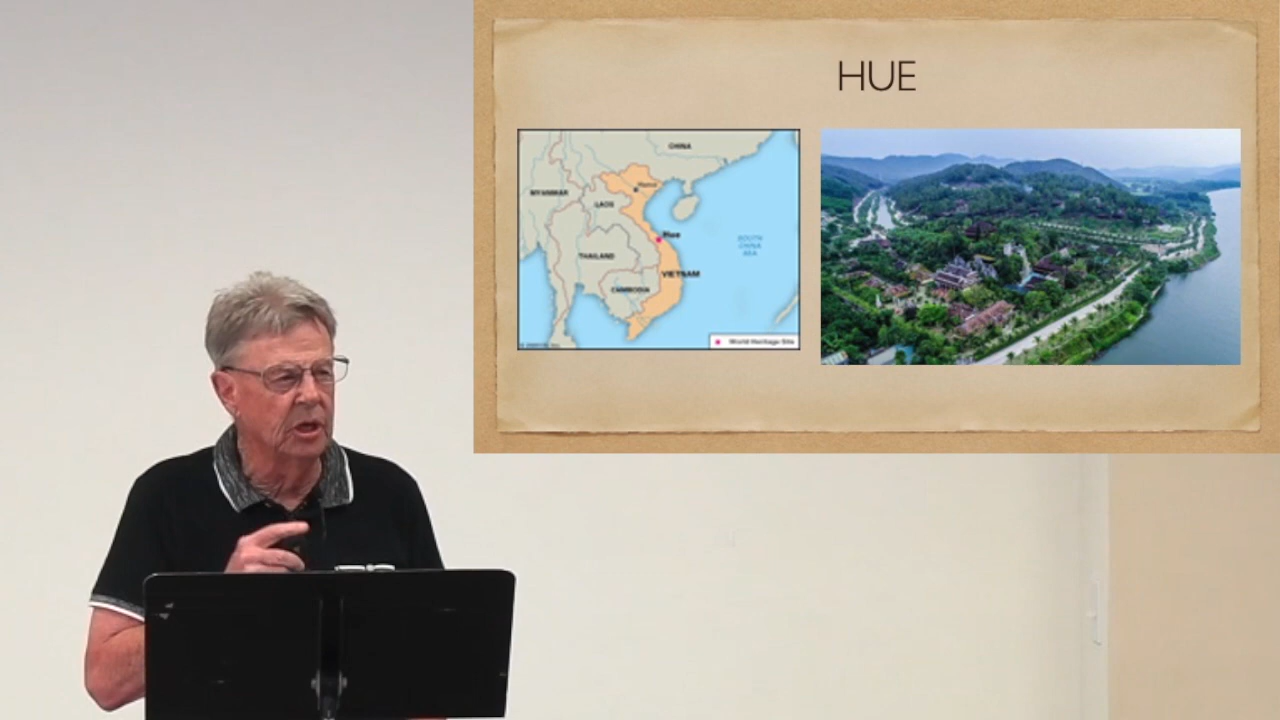 HUE
CHINA
MYANMAR
Hanoi
LAOS
Hue
SOUTH
CHINA
SEA
THAILAND
VIETNAM
CAMBODIA
World Heritage Site